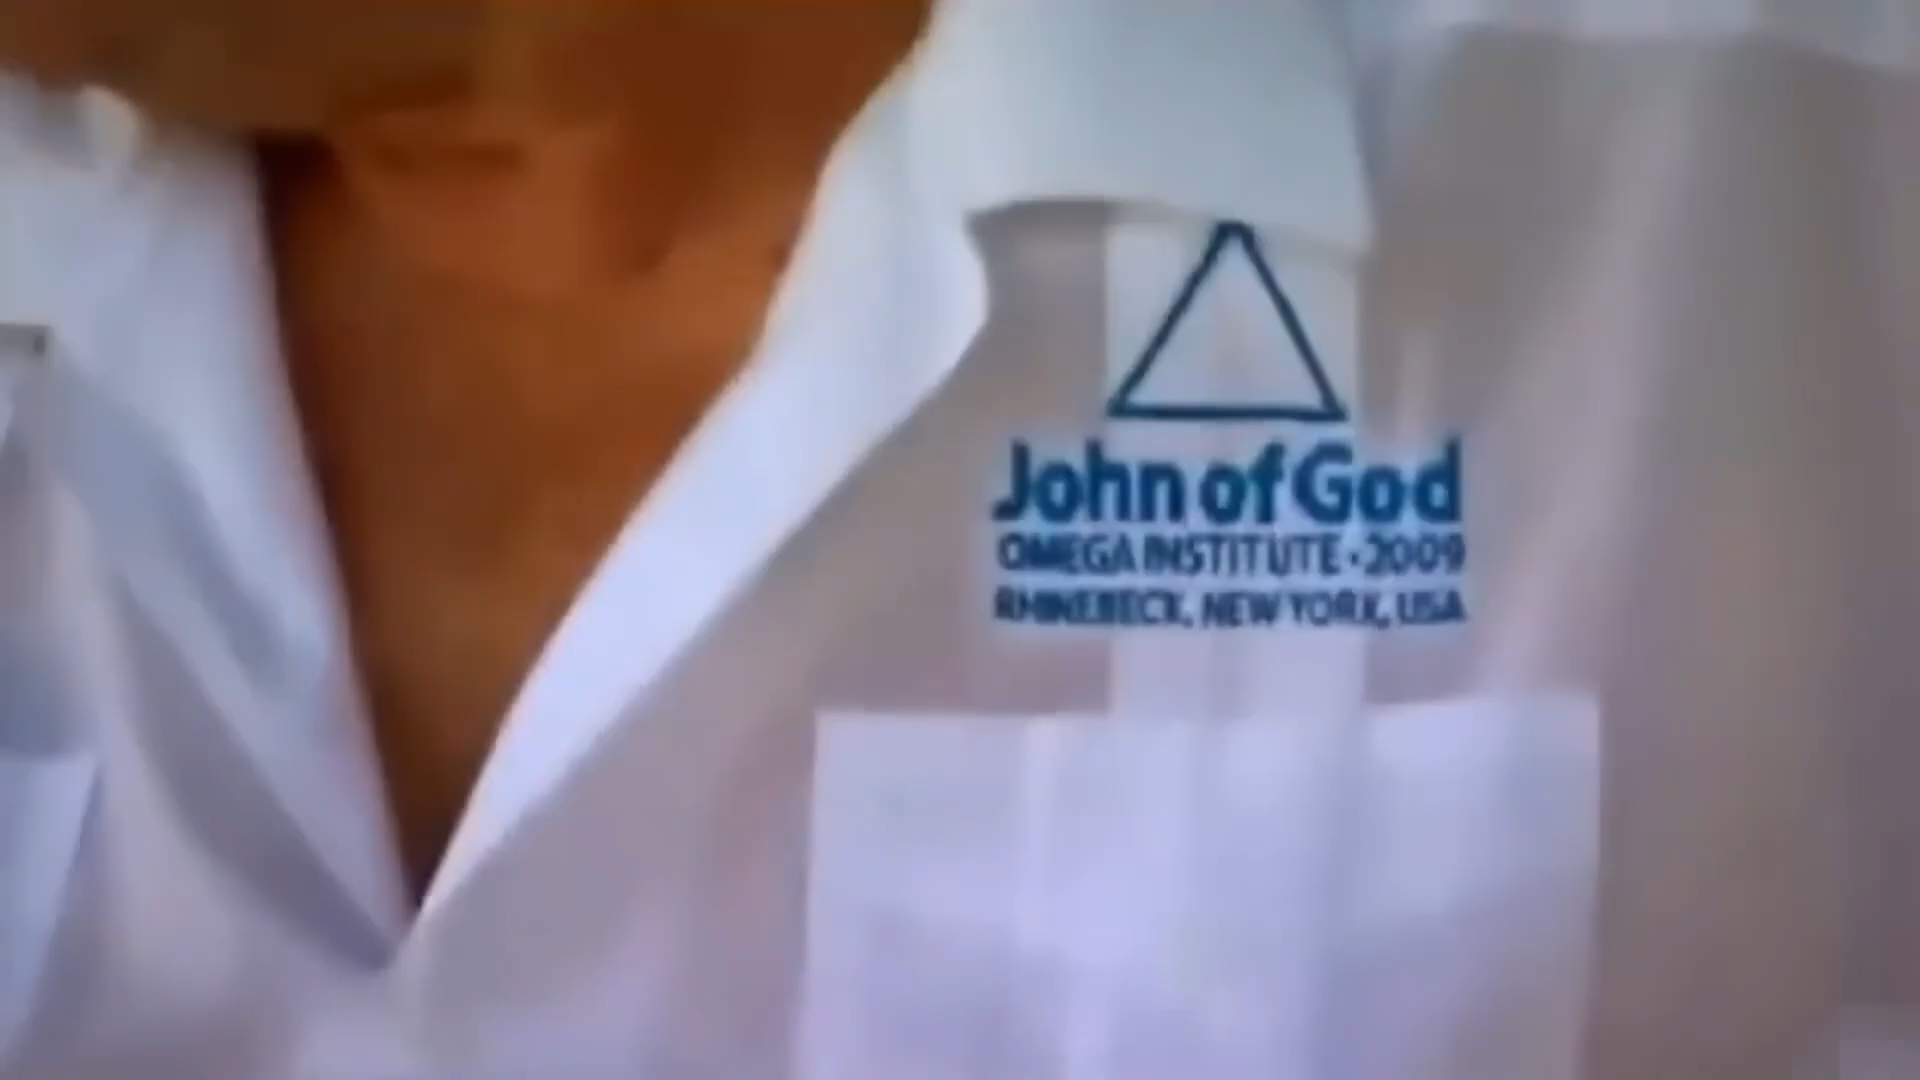 John of God
OMEGA INSTITUTE • 2009
RHINEBECK, NEW YORK, USA